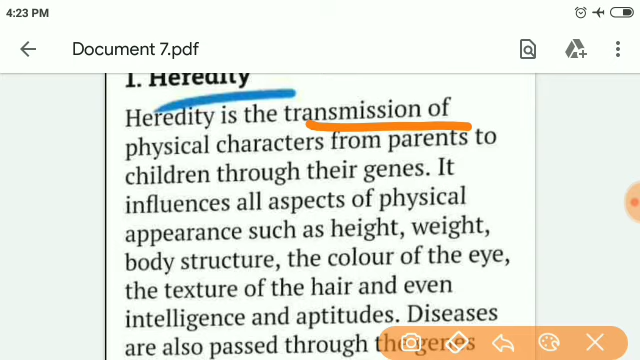 4:23 PM
Document 7.pdf
1. Heredity
Heredity is the transmission of
physical characters from parents to
children through their genes. It
influences all aspects of physical
appearance such as height, weight,
body structure, the colour of the eye,
the texture of the hair and even
intelligence and aptitudes. Diseases
are also passed through the genes